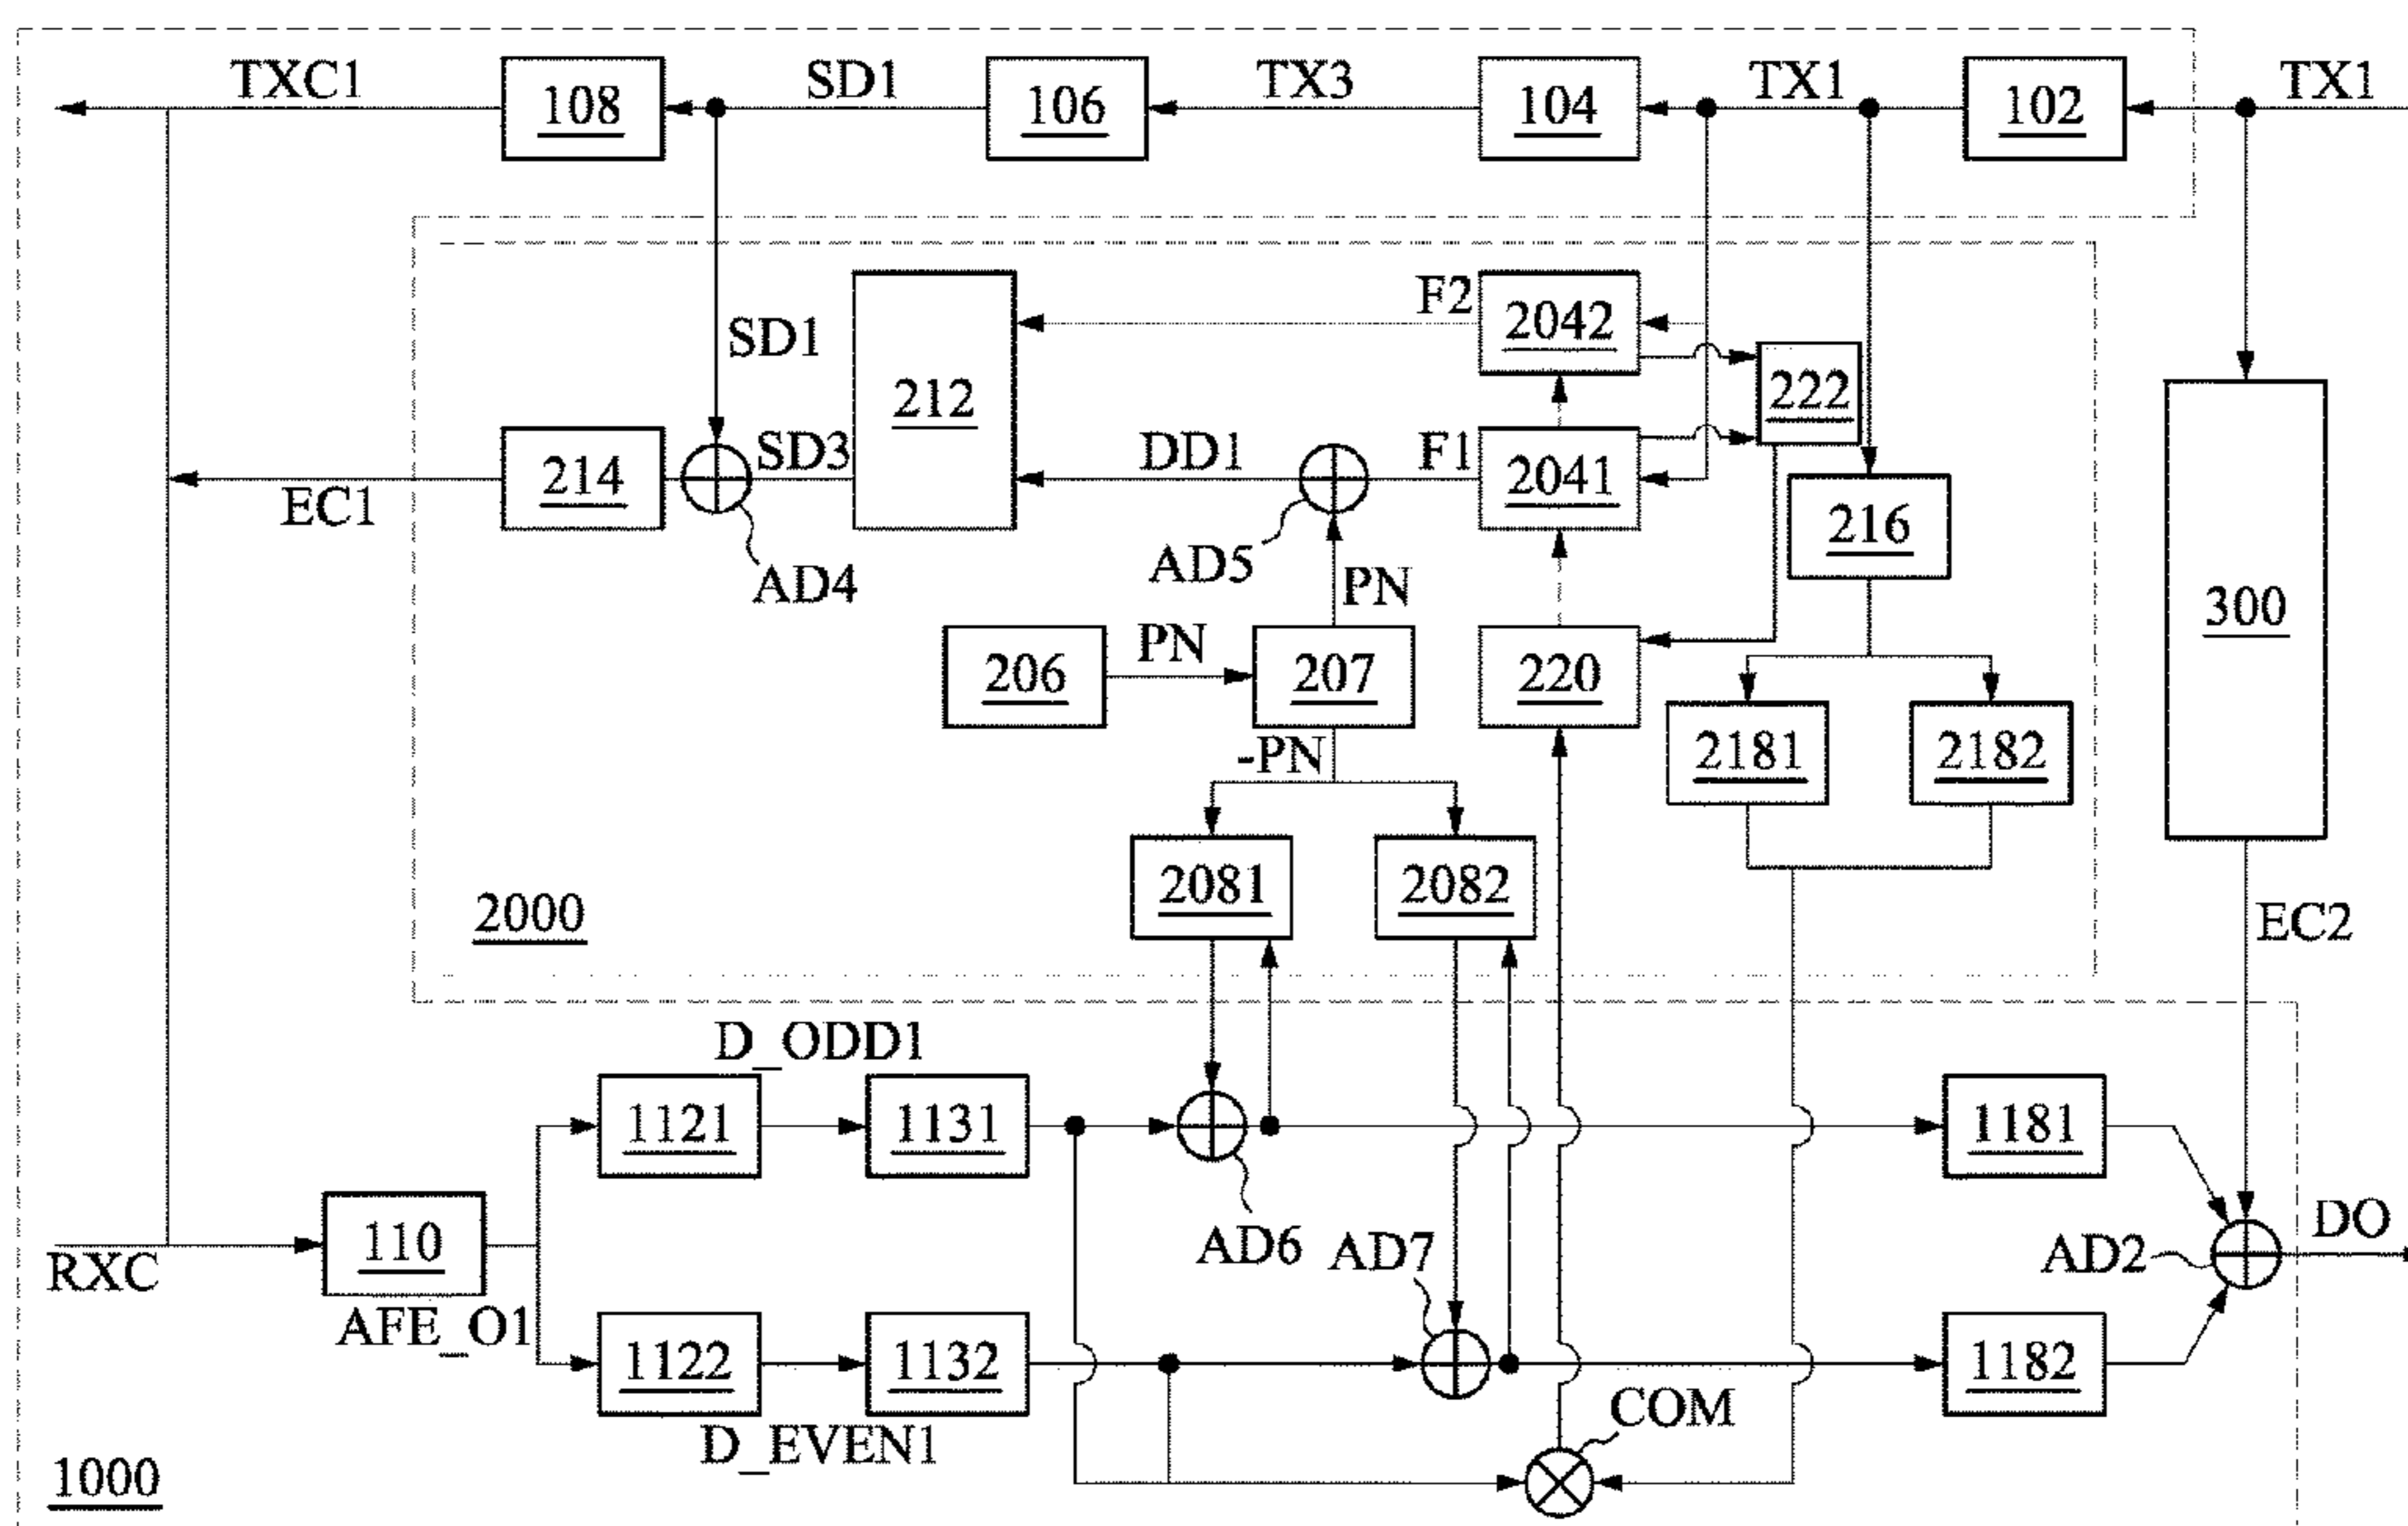 TXC1
108
SD1
106
TX3
104
TX1
102
TX1
F2
2042
SD1
212
222
214
SD3
DD1
F1
2041
EC1
AD4
AD5
PN
216
300
206
PN
207
220
-PN
2181
2182
2081
2082
2000
EC2
D_ODD1
1121
1131
1181
110
RXC
AFE_O1
AD6
AD7
AD2
DO
1122
1132
1182
D_EVEN1
COM
1000